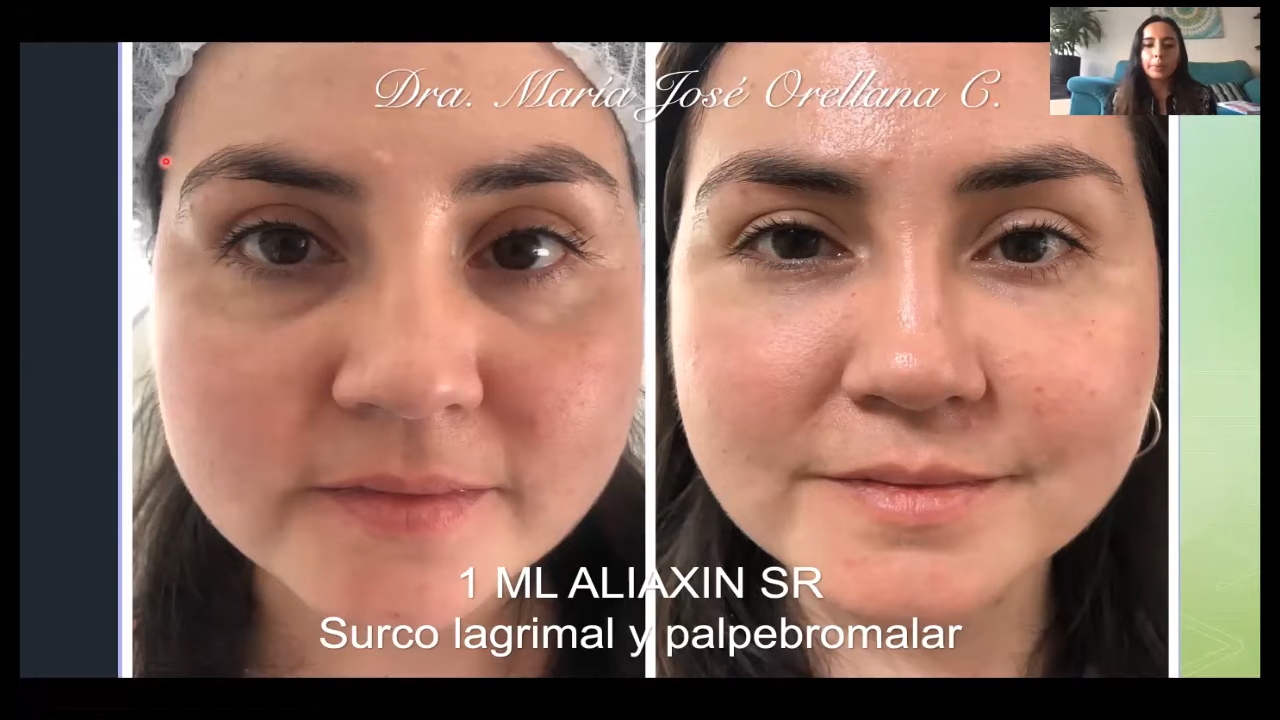 Dra. María José Orellana C.
1 ML ALIAXIN SR
Surco lagrimal y palpebromalar